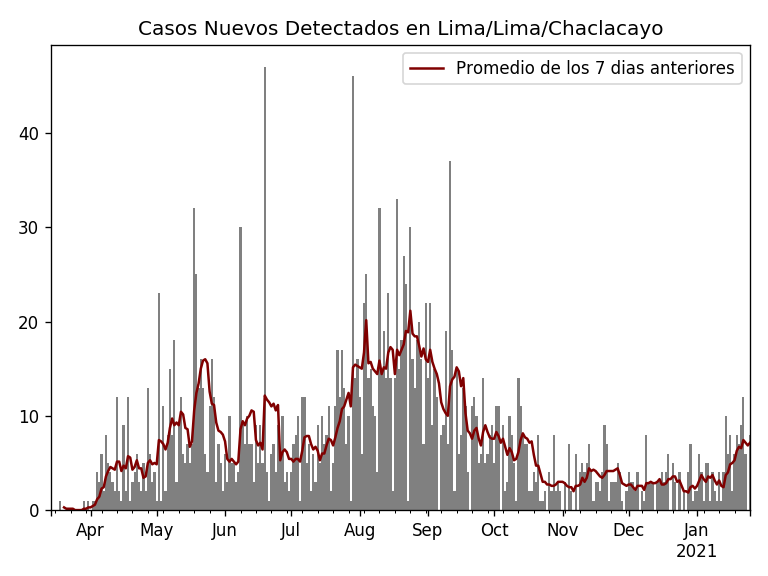 Casos Nuevos Detectados en Lima/Lima/Chaclacayo
Promedio de los 7 dias anteriores
40
30
20
10
0
Apr May Jun Jul Aug Sep Oct Nov Dec Jan
2021